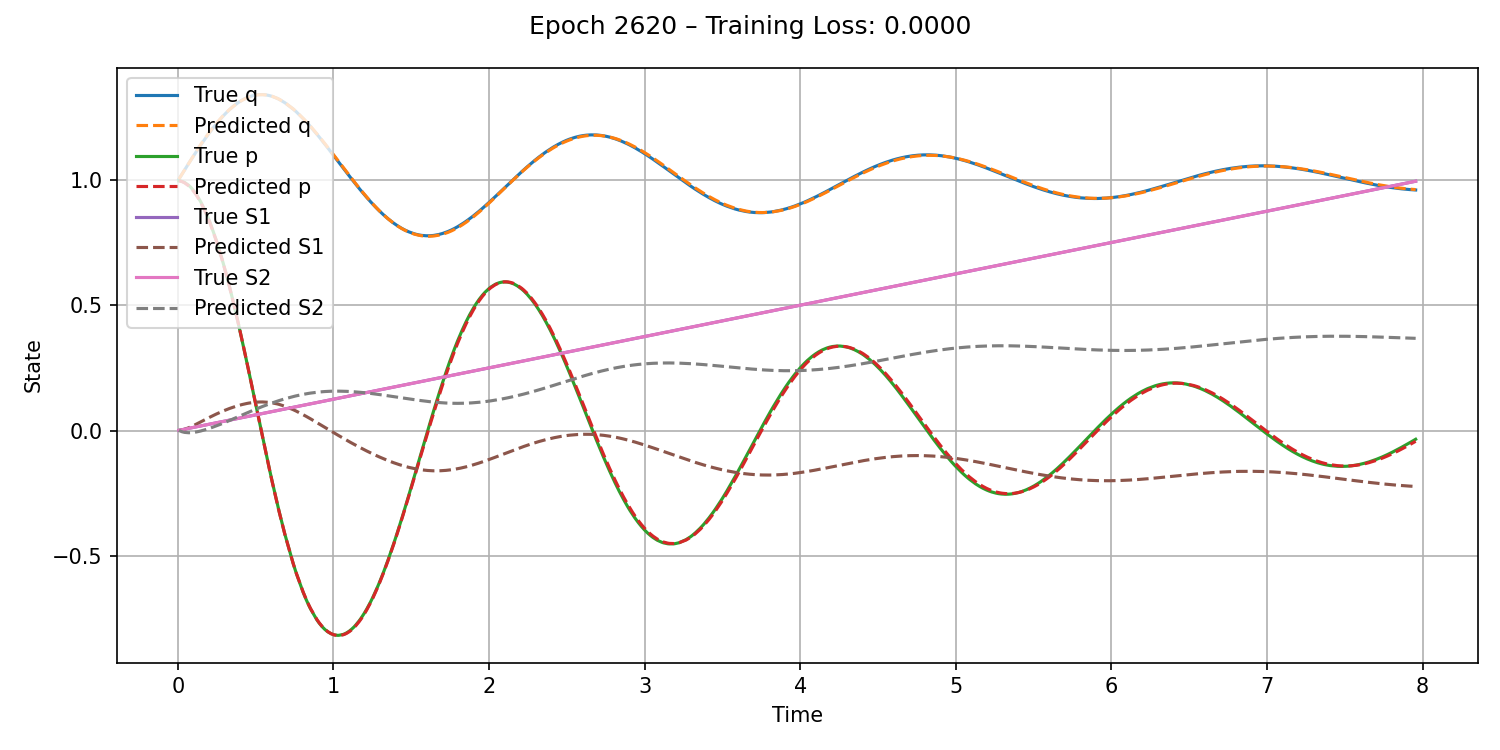 Epoch 2620 – Training Loss: 0.0000
True q
Predicted q
True p
Predicted p
True S1
Predicted S1
True S2
Predicted S2
1.0
0.5
0.0
−0.5
State
0 1 2 3 4 5 6 7 8
Time